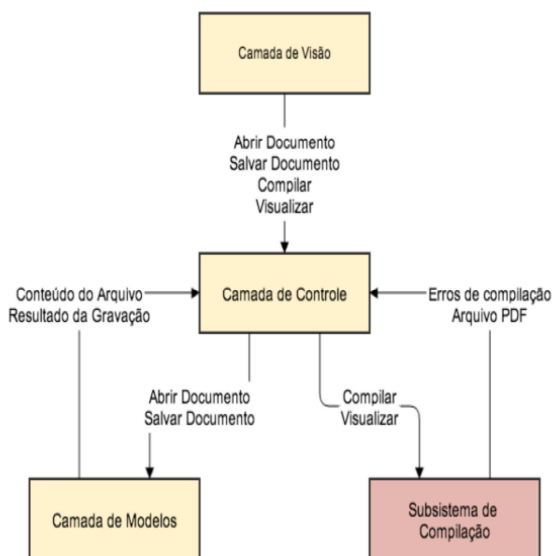 Camada de Visão
Abrir Documento
Salvar Documento
Compilar
Visualizar
Conteúdo do Arquivo
Resultado da Gravação
Camada de Controle
Erros de compilação
Arquivo PDF
Abrir Documento
Salvar Documento
Compilar
Visualizar
Camada de Modelos
Subsistema de
Compilação